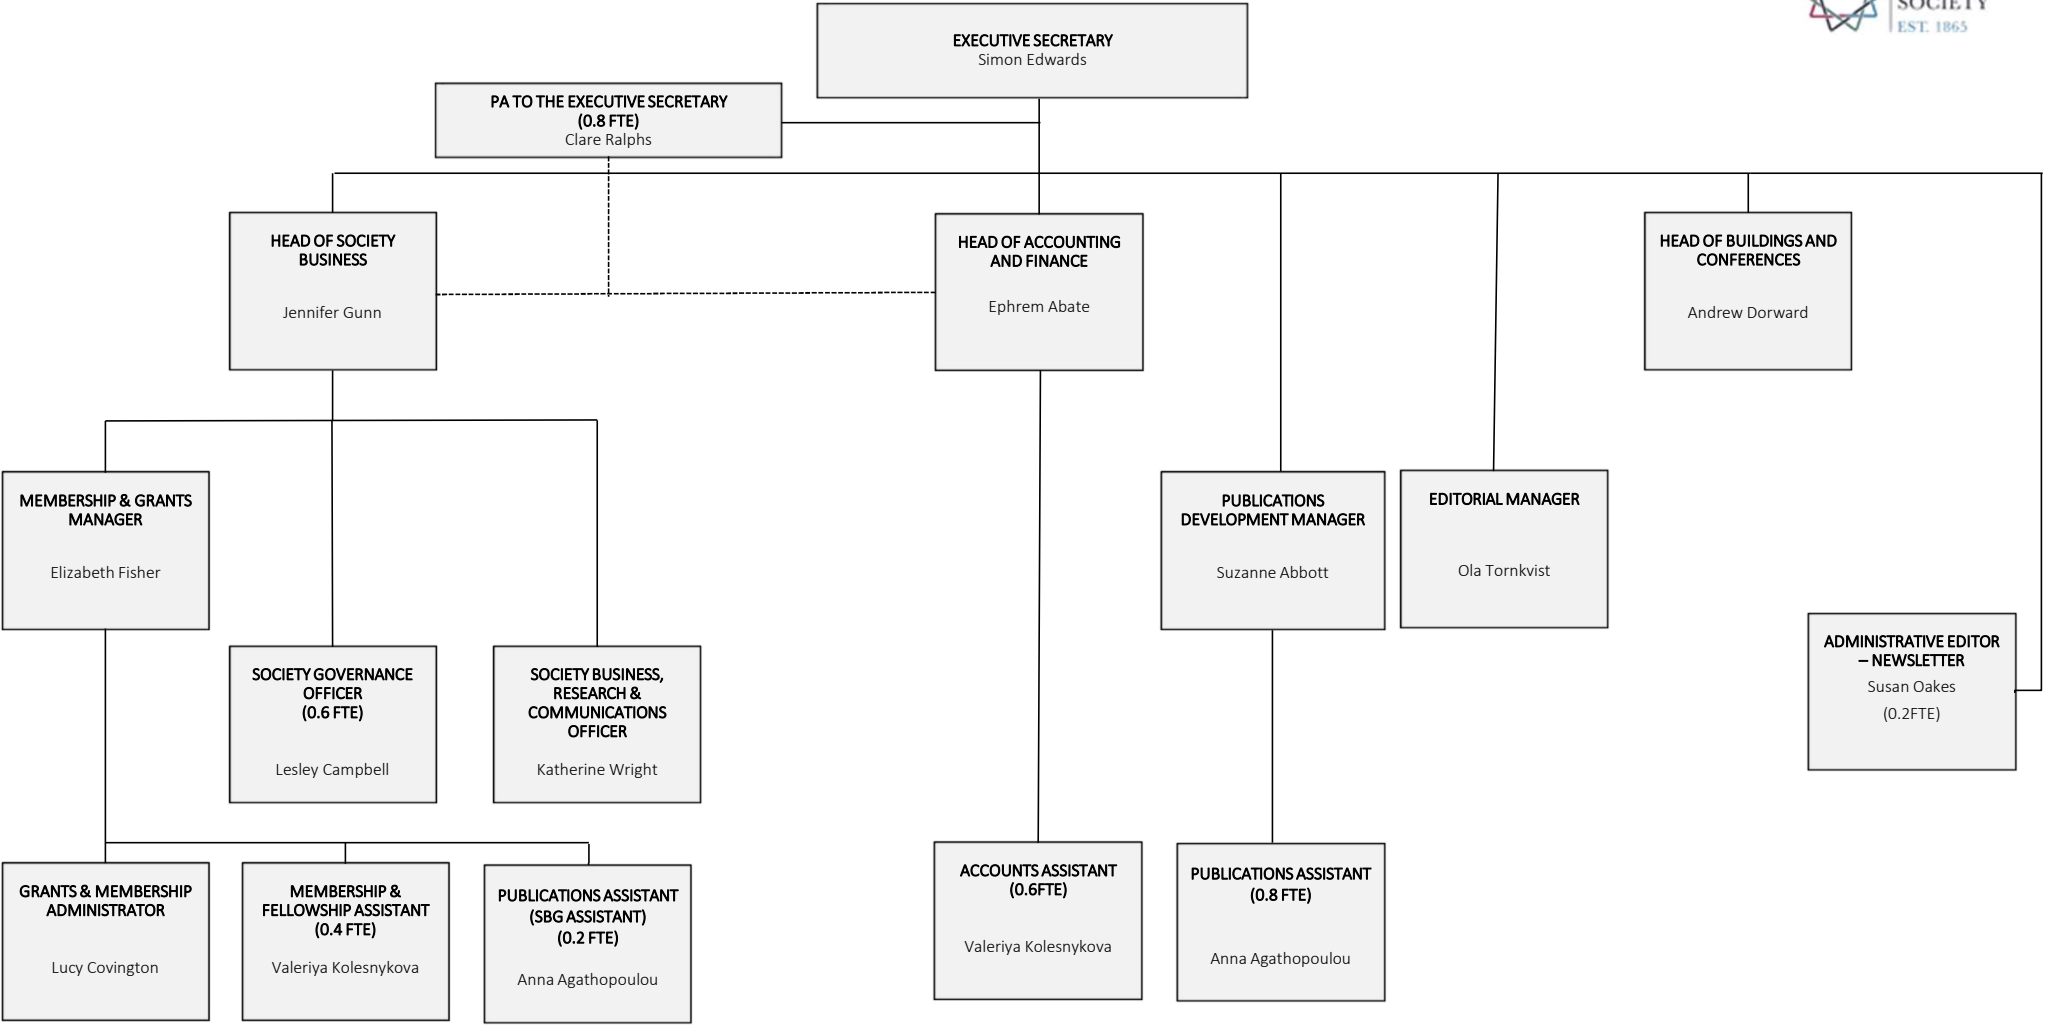 SOCIETY
EST. 1865
EXECUTIVE SECRETARY
Simon Edwards
PA TO THE EXECUTIVE SECRETARY
(0.8 FTE)
Clare Ralphs
HEAD OF SOCIETY
BUSINESS
Jennifer Gunn
HEAD OF ACCOUNTING
AND FINANCE
Ephrem Abate
HEAD OF BUILDINGS AND
CONFERENCES
Andrew Dorward
MEMBERSHIP & GRANTS
MANAGER
Elizabeth Fisher
PUBLICATIONS
DEVELOPMENT MANAGER
Suzanne Abbott
EDITORIAL MANAGER
Ola Tornkvist
ADMINISTRATIVE EDITOR
– NEWSLETTER
Susan Oakes
(0.2FTE)
SOCIETY GOVERNANCE
OFFICER
(0.6 FTE)
Lesley Campbell
SOCIETY BUSINESS,
RESEARCH &
COMMUNICATIONS
OFFICER
Katherine Wright
GRANTS & MEMBERSHIP
ADMINISTRATOR
Lucy Covington
MEMBERSHIP &
FELLOWSHIP ASSISTANT
(0.4 FTE)
Valeriya Kolesnykova
PUBLICATIONS ASSISTANT
(SBG ASSISTANT)
(0.2 FTE)
Anna Agathopoulou
ACCOUNTS ASSISTANT
(0.6FTE)
Valeriya Kolesnykova
PUBLICATIONS ASSISTANT
(0.8 FTE)
Anna Agathopoulou